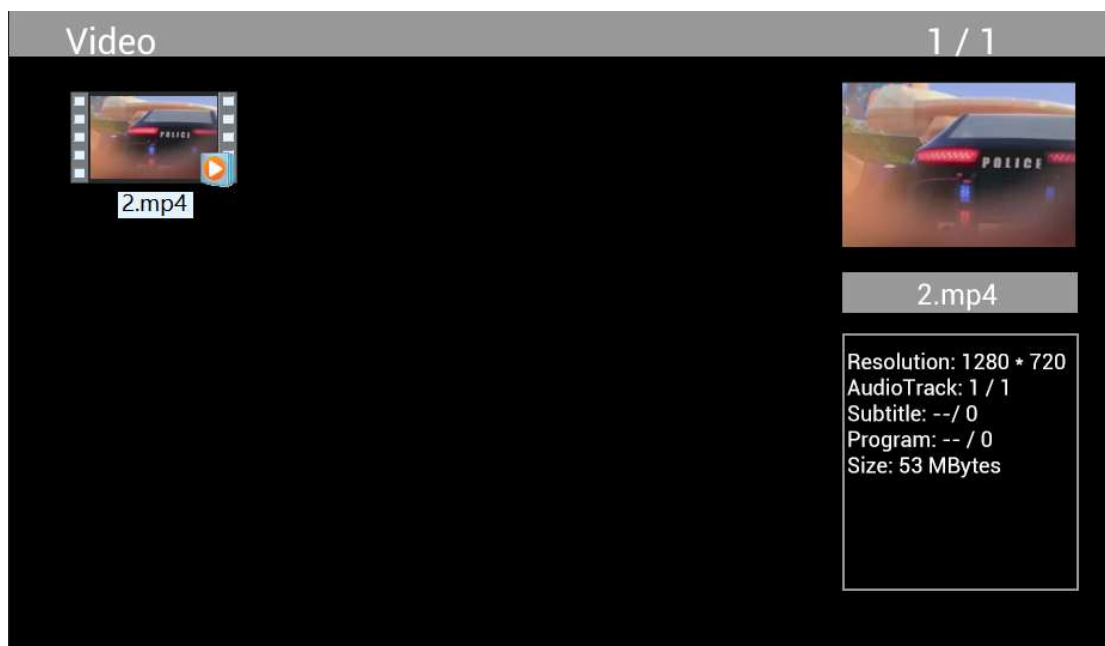 Video
1 / 1
POLICE
2.mp4
POLICE
2.mp4
Resolution: 1280 * 720
AudioTrack: 1 / 1
Subtitle: --/ 0
Program: -- / 0
Size: 53 MBytes